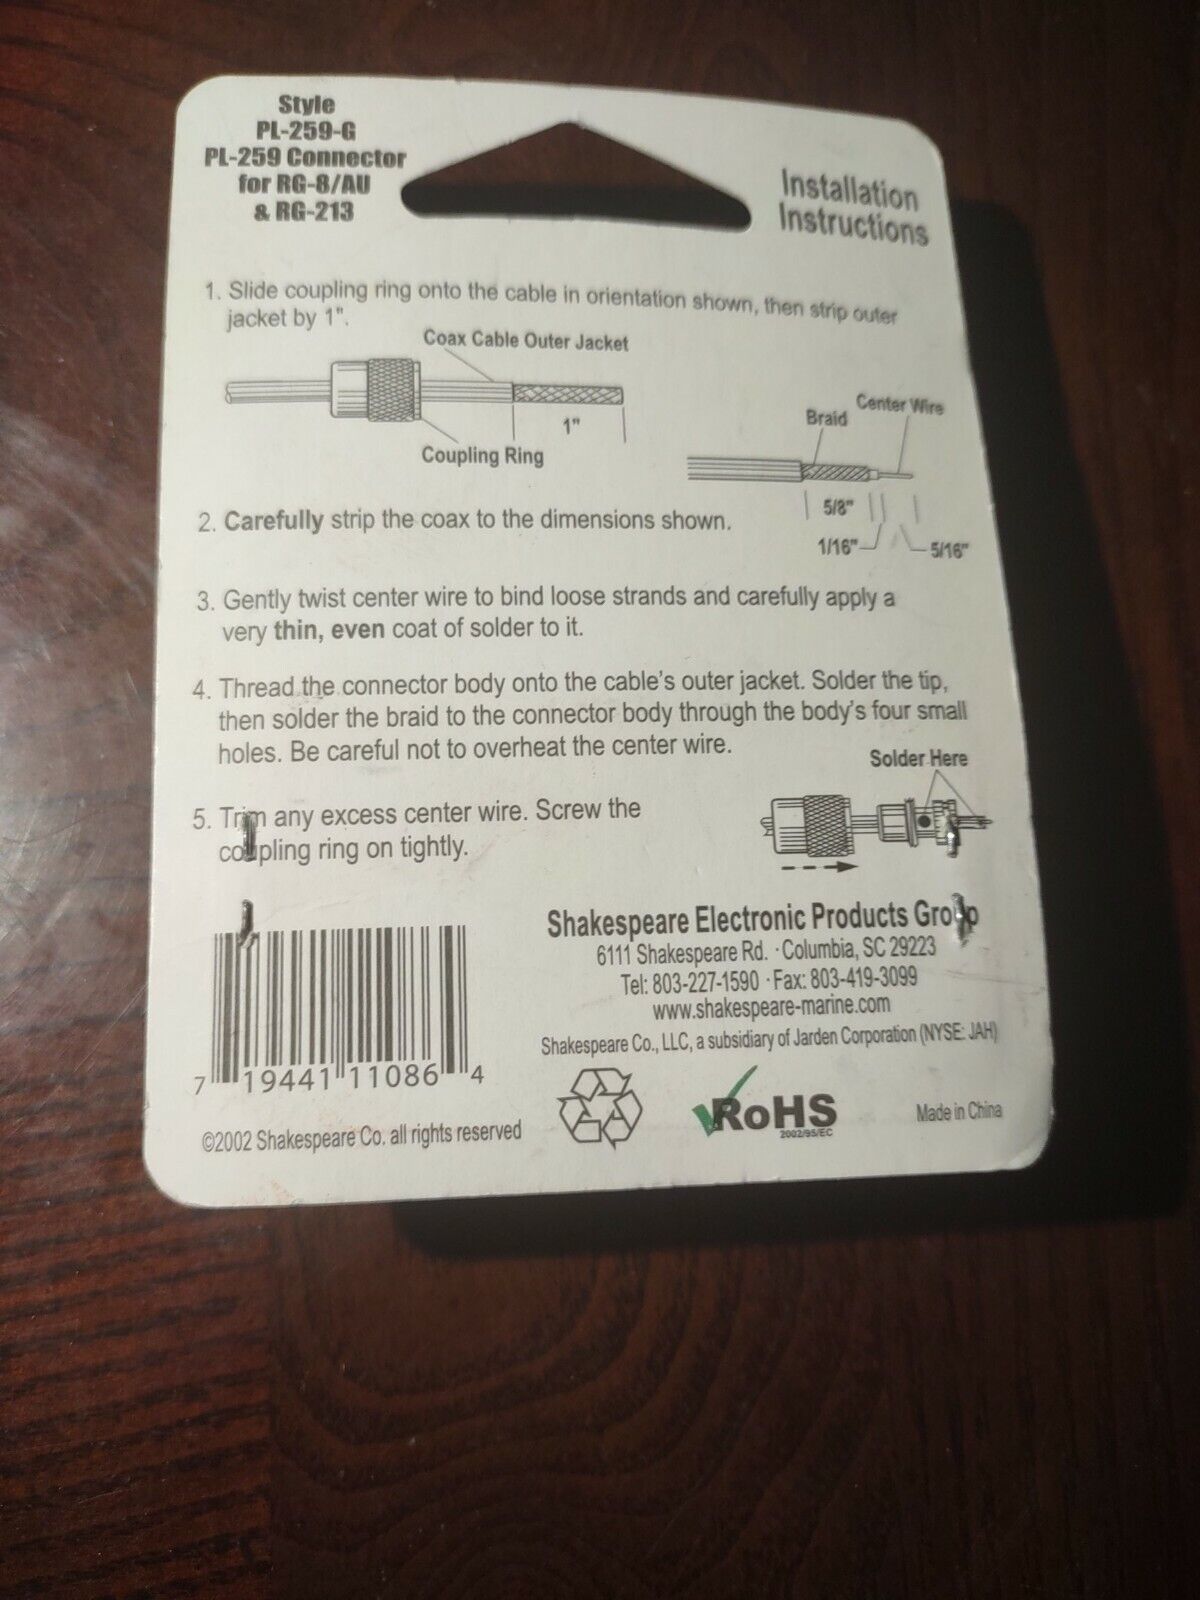 Style
PL-259-G
PL-259 Connector
for RG-8/AU
& RG-213
Installation
Instructions
1. Slide coupling ring onto the cable in orientation shown, then strip outer
jacket by 1".
Coax Cable Outer Jacket
1"
Coupling Ring
Braid
Center Wire
5/8"
1/16"
5/16"
2. Carefully strip the coax to the dimensions shown.
3. Gently twist center wire to bind loose strands and carefully apply a
very thin, even coat of solder to it.
4. Thread the connector body onto the cable's outer jacket. Solder the tip,
then solder the braid to the connector body through the body's four small
holes. Be careful not to overheat the center wire.
Solder Here
5. Trim any excess center wire. Screw the
coupling ring on tightly.
Shakespeare Electronic Products Group
6111 Shakespeare Rd. · Columbia, SC 29223
Tel: 803-227-1590 · Fax: 803-419-3099
www.shakespeare-marine.com
Shakespeare Co., LLC, a subsidiary of Jarden Corporation (NYSE: JAH)
7 19441 11086 4
©2002 Shakespeare Co. all rights reserved
RoHS
2002/95/EC
Made in China